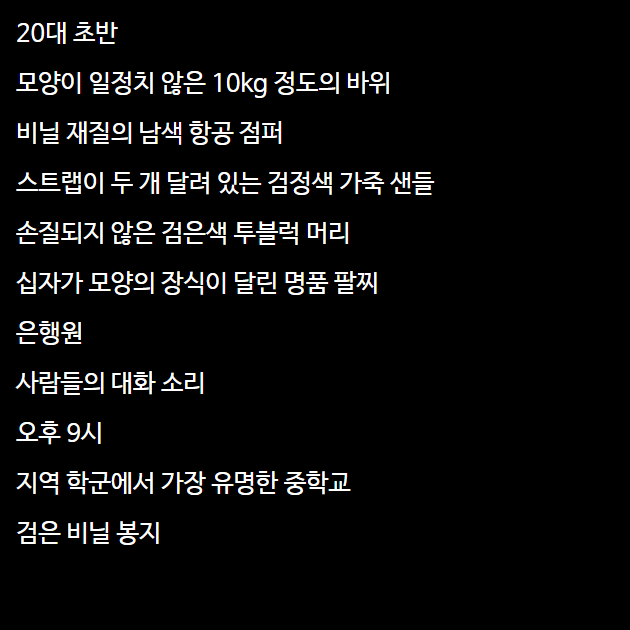 20대 초반
모양이 일정치 않은 10kg 정도의 바위
비닐 재질의 남색 항공 점퍼
스트랩이 두 개 달려 있는 검정색 가죽 샌들
손질되지 않은 검은색 투블럭 머리
십자가 모양의 장식이 달린 명품 팔찌
은행원
사람들의 대화 소리
오후 9시
지역 학군에서 가장 유명한 중학교
검은 비닐 봉지